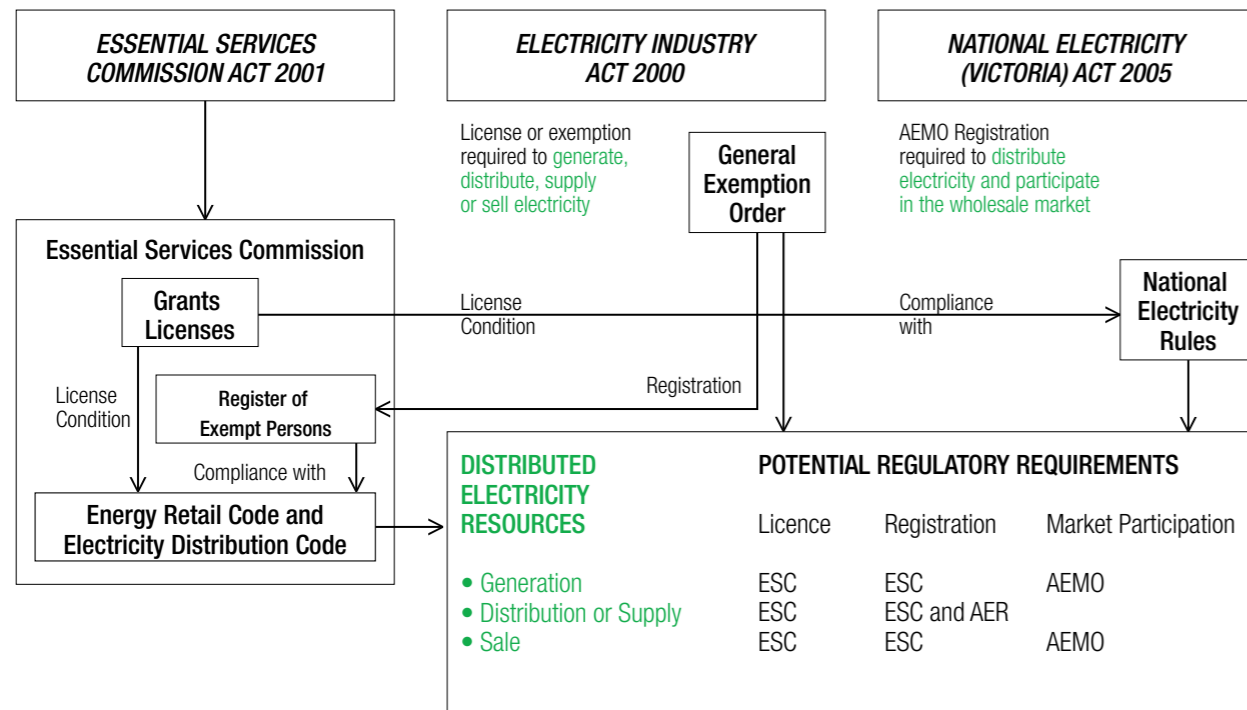 ESSENTIAL SERVICES
COMMISSION ACT 2001
ELECTRICITY INDUSTRY
ACT 2000
NATIONAL ELECTRICITY
(VICTORIA) ACT 2005
License or exemption
required to generate,
distribute, supply
or sell electricity
General
Exemption
Order
AEMO Registration
required to distribute
electricity and participate
in the wholesale market
Essential Services Commission
Grants
Licenses
License
Condition
Compliance
with
National
Electricity
Rules
License
Condition
Register of
Exempt Persons
Registration
Compliance with
Energy Retail Code and
Electricity Distribution Code
DISTRIBUTED
ELECTRICITY
RESOURCES
POTENTIAL REGULATORY REQUIREMENTS
Licence Registration Market Participation
• Generation ESC ESC AEMO
• Distribution or Supply ESC ESC and AER
• Sale ESC ESC AEMO